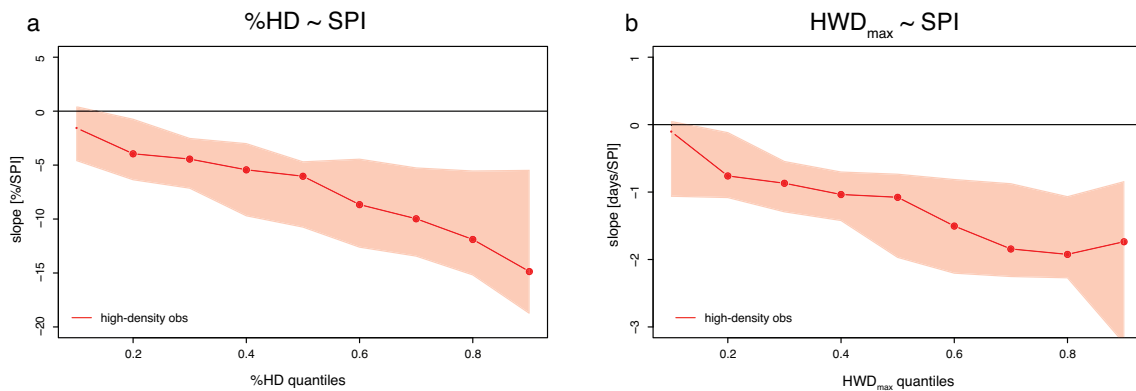 a
%HD ~ SPI
slope [%/SPI]
5
0
−5
−10
−15
−20
high-density obs
0.2 0.4 0.6 0.8
%HD quantiles
b
HWDmax ~ SPI
slope [days/SPI]
1
0
−1
−2
−3
high-density obs
0.2 0.4 0.6 0.8
HWDmax quantiles